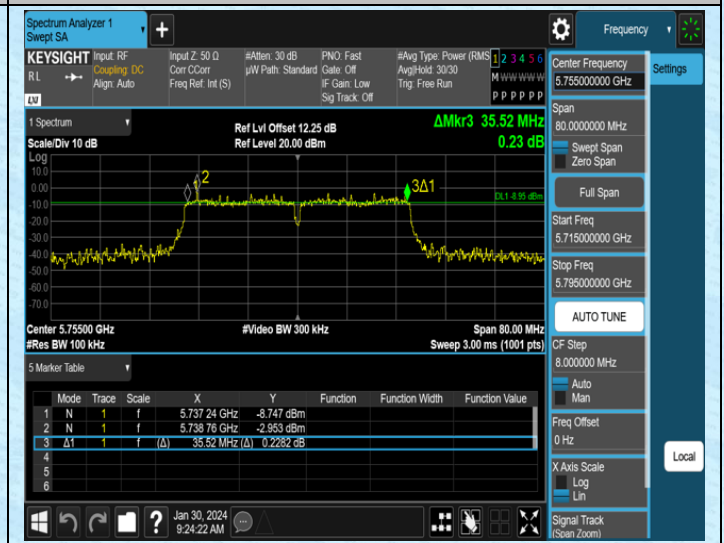 Spectrum Analyzer 1
Swept SA
+
Frequency
KEYSIGHT
RL
LXI
Input: RF
Coupling: DC
Align: Auto
Input Z: 50 Ω
Corr CCorr
Freq Ref: Int (S)
#Atten: 30 dB
µW Path: Standard
PNO: Fast
Gate: Off
IF Gain: Low
Sig Track: Off
#Avg Type: Power (RMS
Avg|Hold: 30/30
Trig: Free Run
1 2 3 4 5 6
M W W W W W
P P P P P P
1 Spectrum
Scale/Div 10 dB
Ref Lvl Offset 12.25 dB
Ref Level 20.00 dBm
ΔMkr3 35.52 MHz
0.23 dB
Log
10.0
0.00
-10.0
-20.0
-30.0
-40.0
-50.0
-60.0
-70.0
2
3Δ1
DL1 -8.95 dBm
Center 5.75500 GHz
#Res BW 100 kHz
#Video BW 300 kHz
Span 80.00 MHz
Sweep 3.00 ms (1001 pts)
5 Marker Table
Mode Trace Scale X Y Function Function Width Function Value
1 N 1 f 5.737 24 GHz -8.747 dBm
2 N 1 f 5.738 76 GHz -2.953 dBm
3 Δ1 1 f (Δ) 35.52 MHz (Δ) 0.2282 dB
4
5
6
?
Jan 30, 2024
9:24:22 AM
Center Frequency
5.755000000 GHz
Span
80.0000000 MHz
Swept Span
Zero Span
Full Span
Start Freq
5.715000000 GHz
Stop Freq
5.795000000 GHz
AUTO TUNE
CF Step
8.000000 MHz
Auto
Man
Freq Offset
0 Hz
X Axis Scale
Log
Lin
Signal Track
(Span Zoom)
Settings
Local